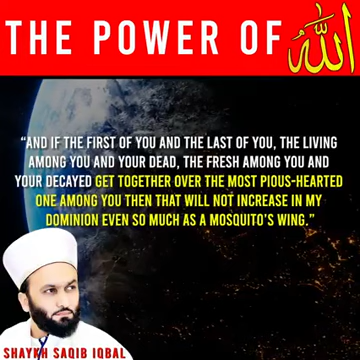 THE POWER OF الله
“AND IF THE FIRST OF YOU AND THE LAST OF YOU, THE LIVING
AMONG YOU AND YOUR DEAD, THE FRESH AMONG YOU AND
YOUR DECAYED GET TOGETHER OVER THE MOST PIOUS-HEARTED
ONE AMONG YOU THEN THAT WILL NOT INCREASE IN MY
DOMINION EVEN SO MUCH AS A MOSQUITO’S WING.”
SHAYKH SAQIB IQBAL